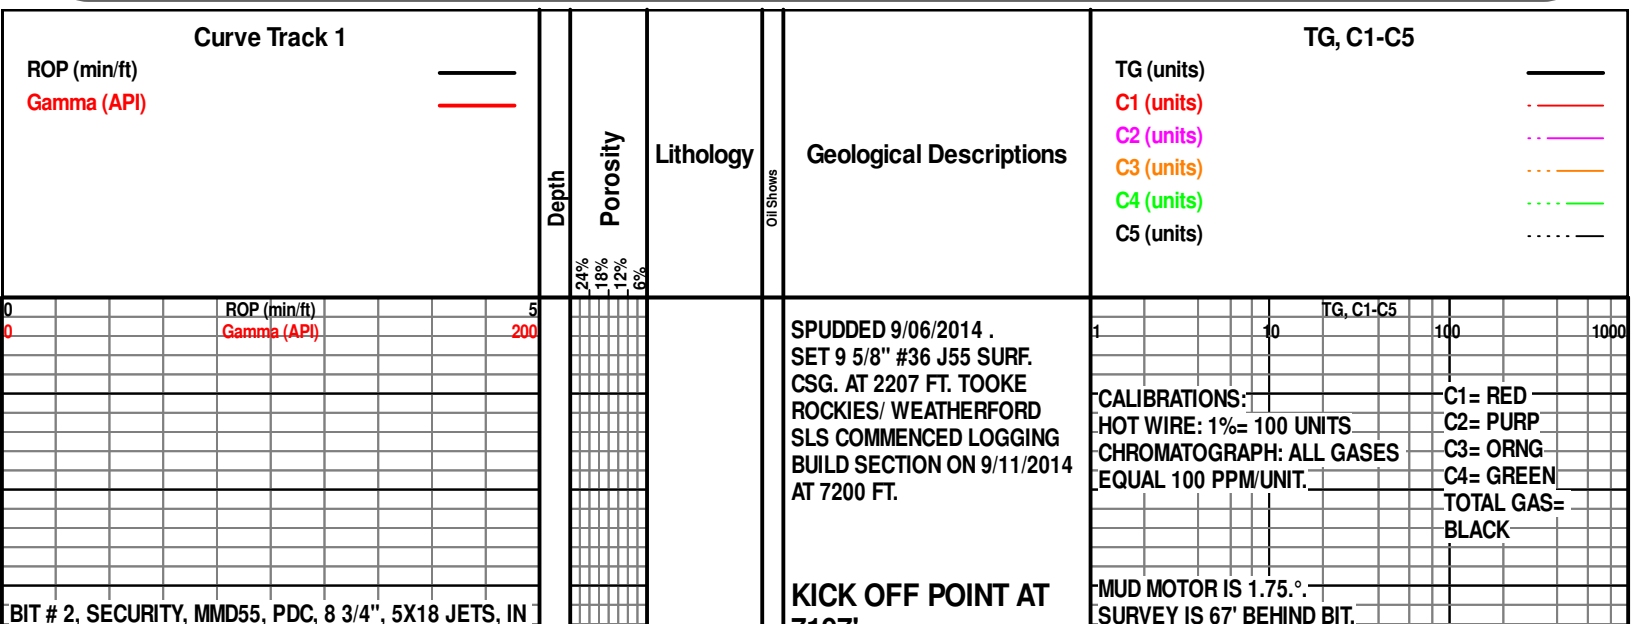 Curve Track 1
ROP (min/ft)
Gamma (API)
Depth
Porosity
24%
18%
12%
6%
Lithology
Oil Shows
Geological Descriptions
TG, C1-C5
TG (units)
C1 (units)
C2 (units)
C3 (units)
C4 (units)
C5 (units)
0 ROP (min/ft) 5
0 Gamma (API) 200
BIT # 2, SECURITY, MMD55, PDC, 8 3/4", 5X18 JETS, IN
SPUDDED 9/06/2014 .
SET 9 5/8" #36 J55 SURF.
CSG. AT 2207 FT. TOOKE
ROCKIES/ WEATHERFORD
SLS COMMENCED LOGGING
BUILD SECTION ON 9/11/2014
AT 7200 FT.
KICK OFF POINT AT
TG, C1-C5
1 10 100 1000
CALIBRATIONS:
HOT WIRE: 1%= 100 UNITS
CHROMATOGRAPH: ALL GASES
EQUAL 100 PPM/UNIT.
C1= RED
C2= PURP
C3= ORNG
C4= GREEN
TOTAL GAS=
BLACK
MUD MOTOR IS 1.75.°.
SURVEY IS 67' BEHIND BIT.